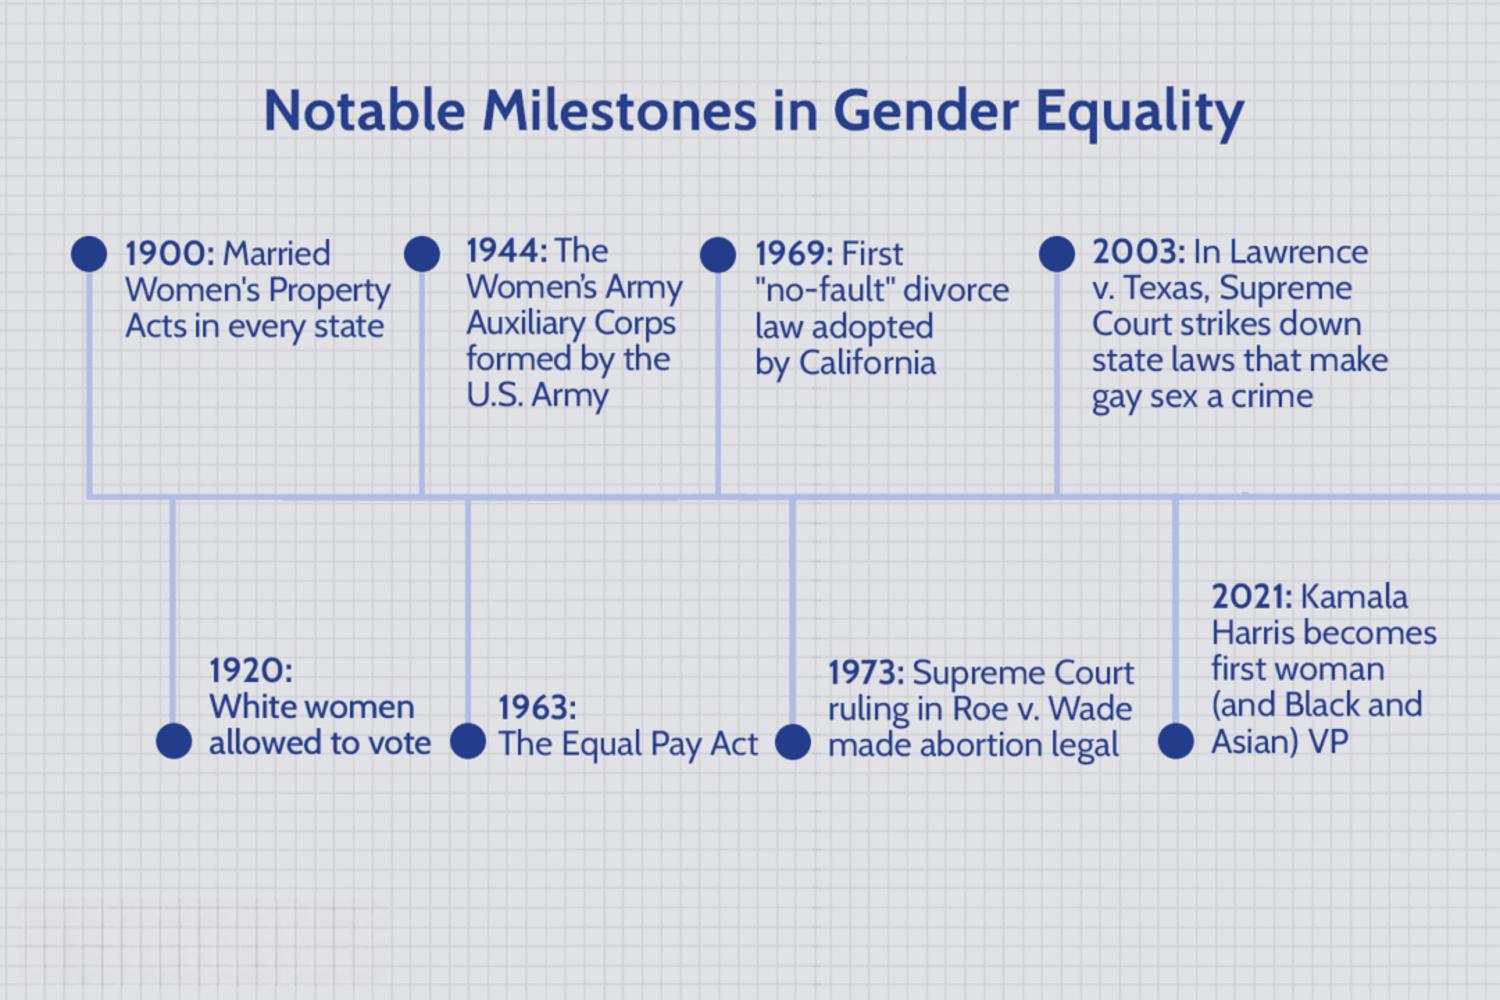 Notable Milestones in Gender Equality
1900: Married
Women's Property
Acts in every state
1920:
White women
allowed to vote
1944: The
Women's Army
Auxiliary Corps
formed by the
U.S. Army
1963:
The Equal Pay Act
1969: First
"no-fault" divorce
law adopted
by California
1973: Supreme Court
ruling in Roe v. Wade
made abortion legal
2003: In Lawrence
v. Texas, Supreme
Court strikes down
state laws that make
gay sex a crime
2021: Kamala
Harris becomes
first woman
(and Black and
Asian) VP